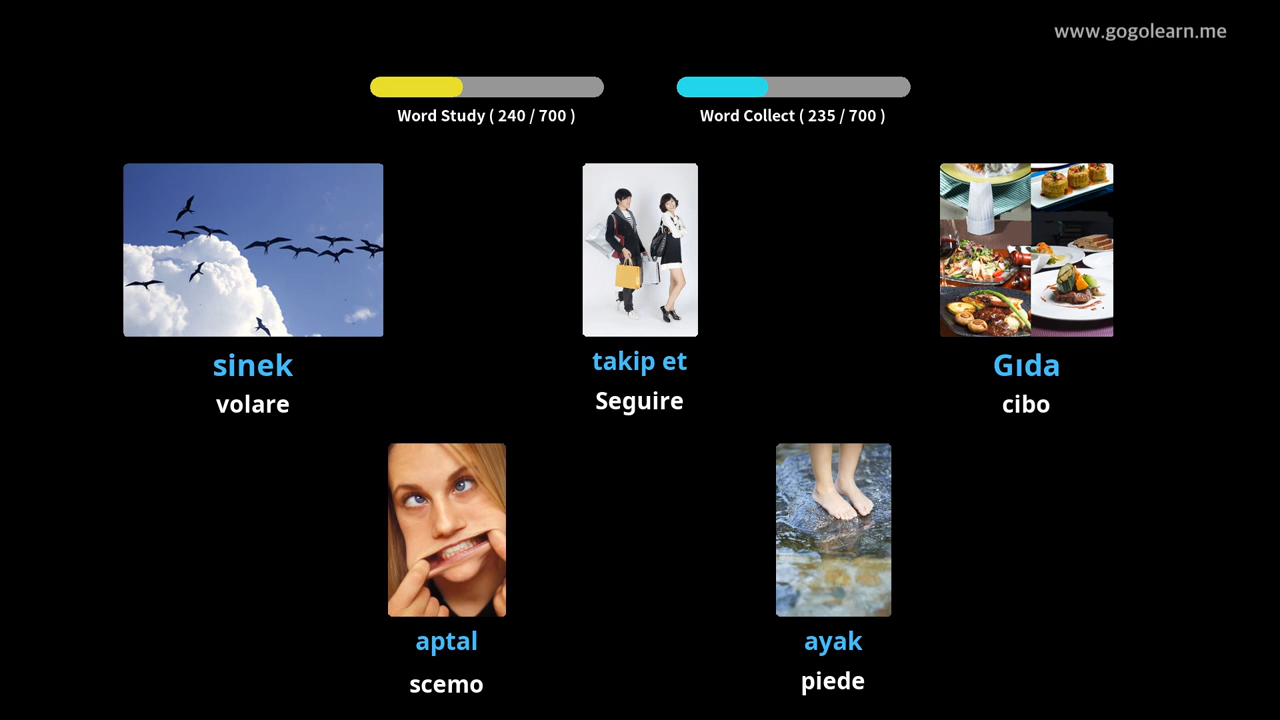 www.gogolearn.me
Word Study ( 240 / 700 )
Word Collect ( 235 / 700 )
sinek
volare
takip et
Seguire
Gıda
cibo
aptal
scemo
ayak
piede